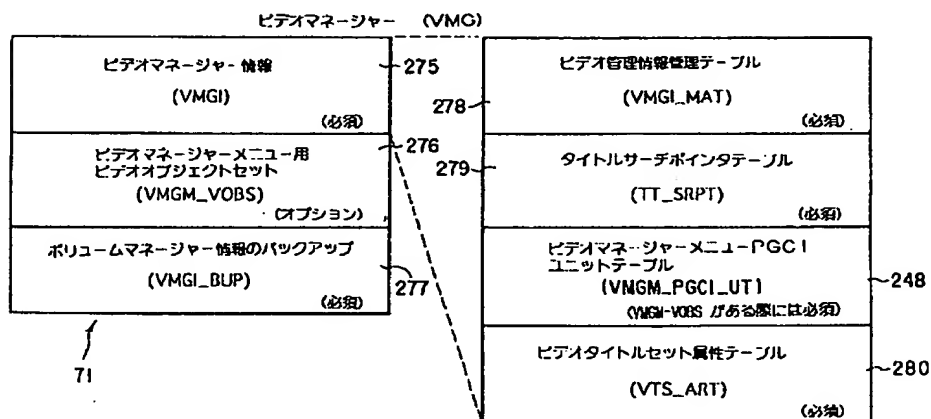 ビデオマネージャー (VMG)
ビデオマネージャー情報
(VMGI)
(必須)
275
ビデオマネージャーメニュー用
ビデオオブジェクトセット
(VMGM_VOBS)
(オプション)
276
ボリュームマネージャー情報のバックアップ
(VMGI_BUP)
(必須)
277
71
ビデオ管理情報管理テーブル
(VMGI_MAT)
(必須)
278
タイトルサーチポインタテーブル
(TT_SRPT)
(必須)
279
ビデオマネージャーメニューPGCI
ユニットテーブル
(VMGM_PGCI_UT)
(VMGM-VOBS がある際には必須)
248
ビデオタイトルセット属性テーブル
(VTS_ART)
(必須)
280